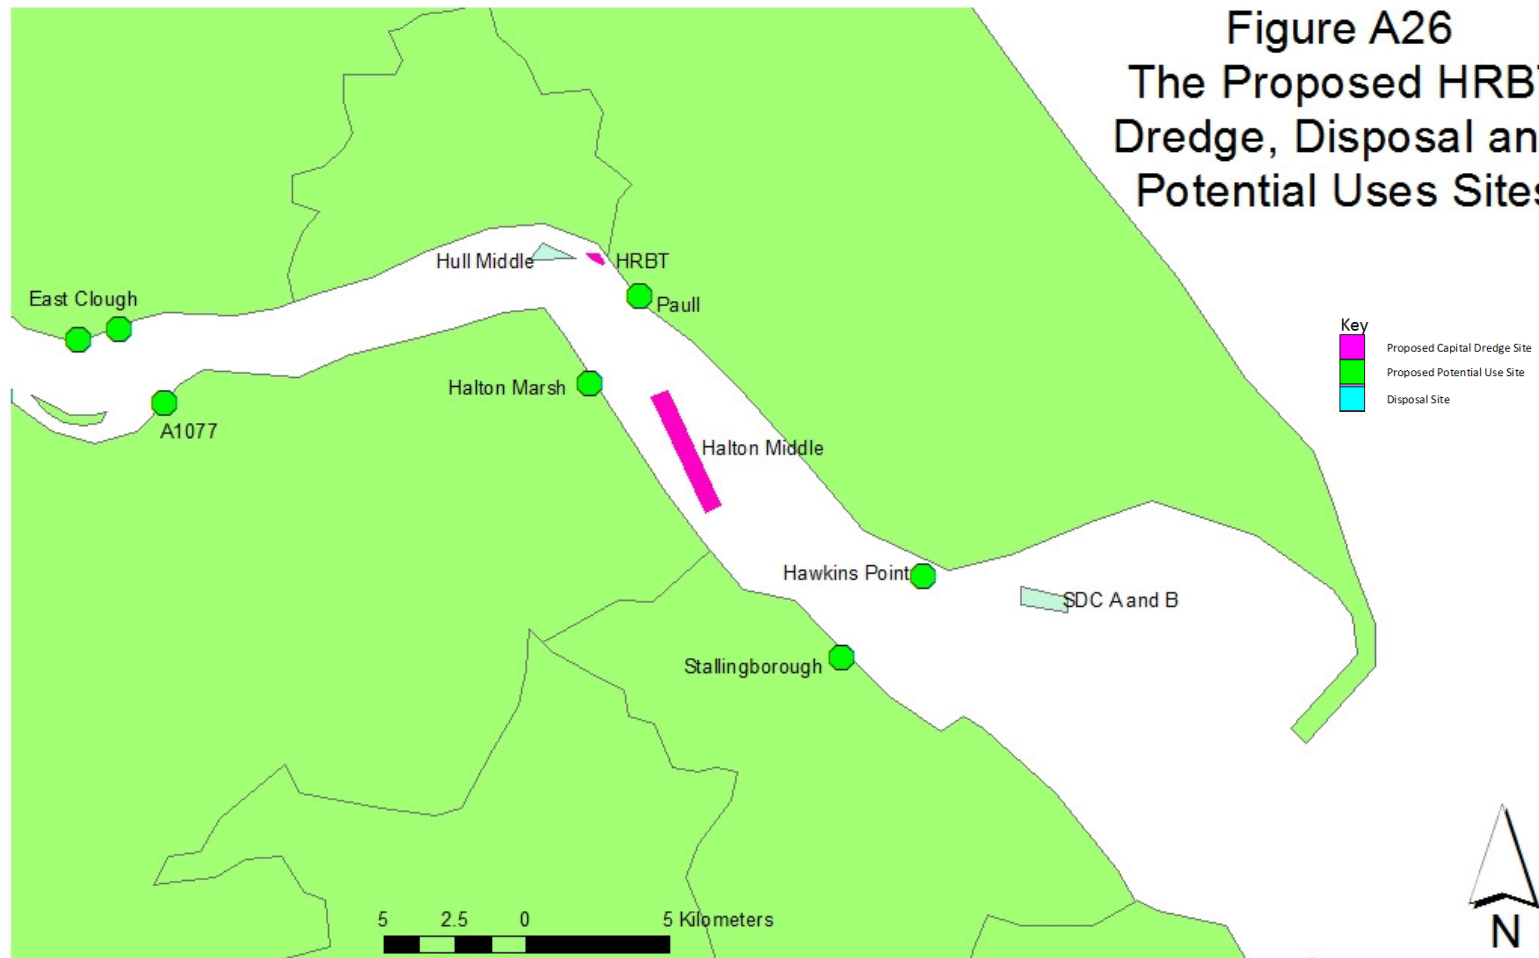 Figure A26
The Proposed HRBT
Dredge, Disposal an
Potential Uses Sites
Hull Middle
HRBT
East Clough
Paull
Key
Proposed Capital Dredge Site
Proposed Potential Use Site
Disposal Site
Halton Marsh
A1077
Halton Middle
Hawkins Point
SDC A and B
Stallingborough
5 2.5 0 5 Kilometers
N